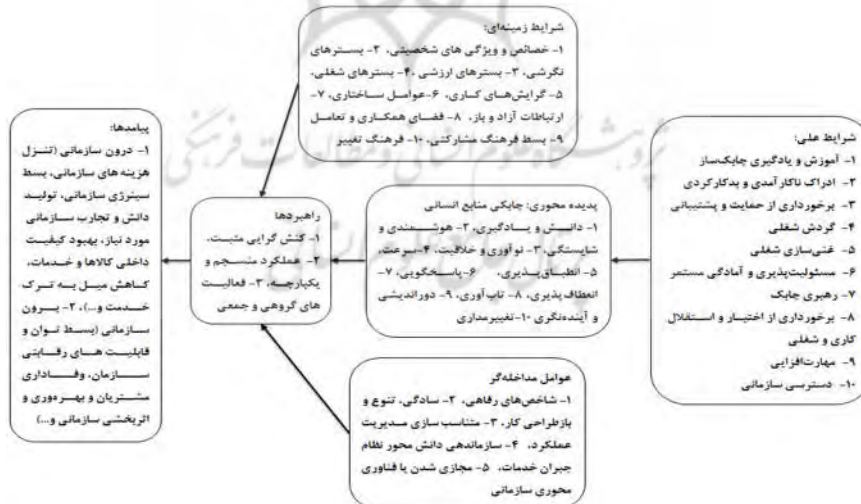 شرایط زمینه‌ای:
۱- خصائص و ویژگی های شخصیتی، ۲- بسترهای
نگرشی، ۳- بسترهای ارزشی ،۴- بسترهای شغلی،
۵- گرایش‌های کاری، ۶-عوامل ساختاری، ۷-
ارتباطات آزاد و باز، ۸- فضای همکاری و تعامل
۹- بسط فرهنگ مشارکتی، ۱۰- فرهنگ تغییر
شرایط علی:
۱- آموزش و یادگیری چابک‌ساز
۲- ادراک ناکارآمدی و بدکارکردی
۳- برخورداری از حمایت و پشتیبانی
۴- گردش شغلی
۵- غنی‌سازی شغلی
۶- مسئولیت‌پذیری و آمادگی مستمر
۷- رهبری چابک
۸- برخورداری از اختیار و استقلال
کاری و شغلی
۹- مهارت‌افزایی
۱۰- دسترسی سازمانی
پدیده محوری: چابکی منابع انسانی
۱- دانش و یادگیری، ۲- هوشمندی و
شایستگی، ۳- نوآوری و خلاقیت، ۴-سرعت،
۵- انطباق‌پذیری، ۶-پاسخگویی، ۷-
انعطاف پذیری، ۸- تاب آوری، ۹- دوراندیشی
و آینده‌نگری ۱۰-تغییرمداری
راهبردها
۱- کنش گرایی مثبت،
۲- عملکرد منسجم و
یکپارچه، ۳- فعالیت
های گروهی و جمعی
پیامدها:
۱- درون سازمانی (تنزل
هزینه های سازمانی، بسط
سینرژی سازمانی، تولید
دانش و تجارب سازمانی
مورد نیاز، بهبود کیفیت
داخلی کالاها و خدمات،
کاهش میل به ترک
خدمت و...)، ۲- برون
سازمانی (بسط توان و
قابلیت های رقابتی
سازمان، وفاداری
مشتریان و بهره‌وری و
اثربخشی سازمانی و...)
عوامل مداخله‌گر
۱- شاخص‌های رفاهی، ۲- سادگی، تنوع و
بازطراحی کار، ۳- متناسب سازی مدیریت
عملکرد، ۴- سازماندهی دانش محور نظام
جبران خدمات، ۵- مجازی شدن یا فناوری
محوری سازمانی
پژوهشگاه علوم انسانی و مطالعات فرهنگی
پرتال جامع علوم انسانی